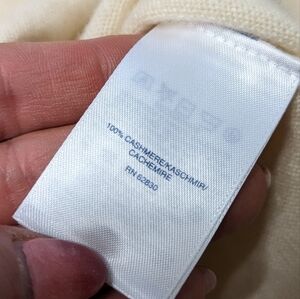 100% CASHMERE/KASCHMIR/
CACHEMIRE
RN 62830